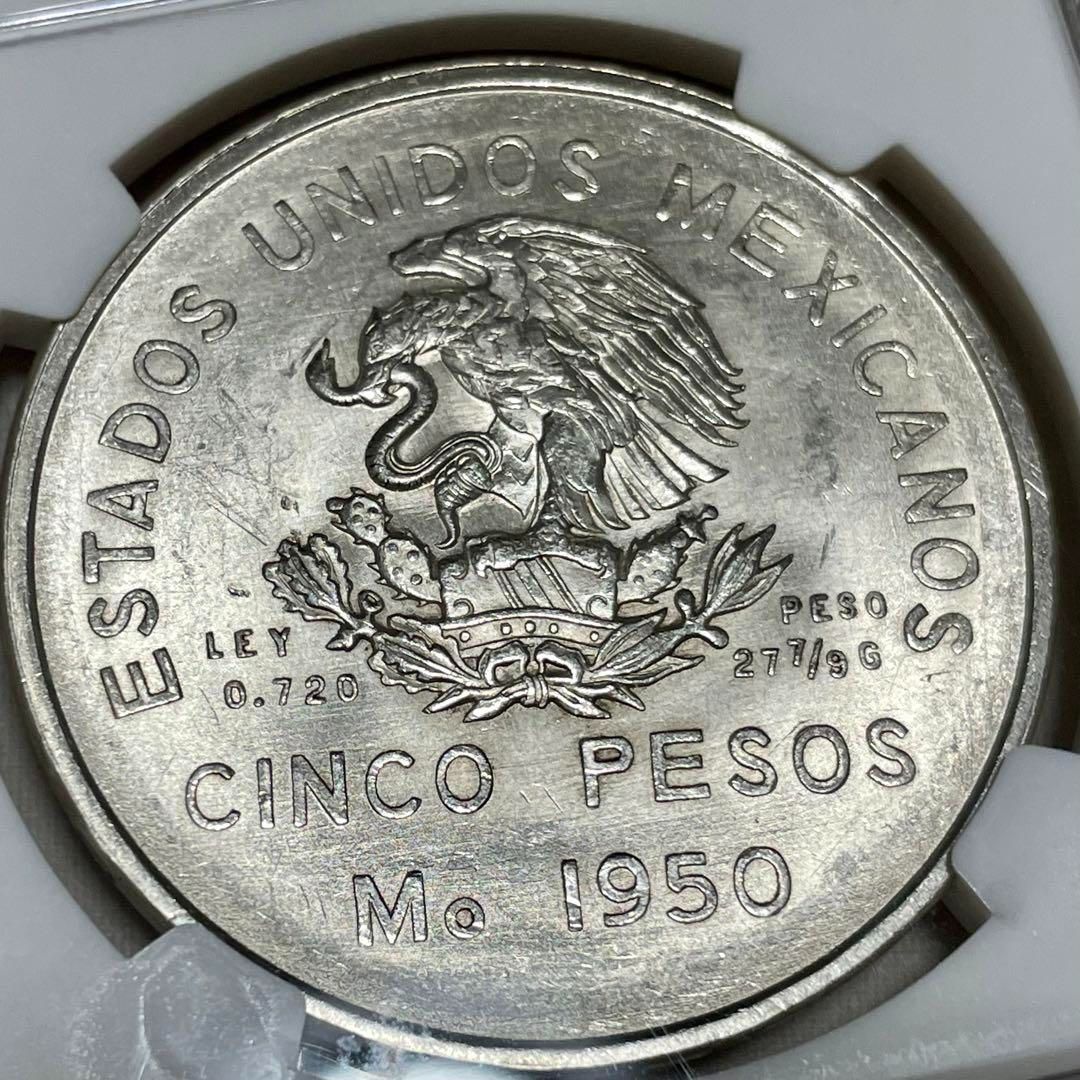 ESTADOS UNIDOS MEXICANOS
LEY
0.720
PESO
27 7/9 G
CINCO PESOS
Mo 1950